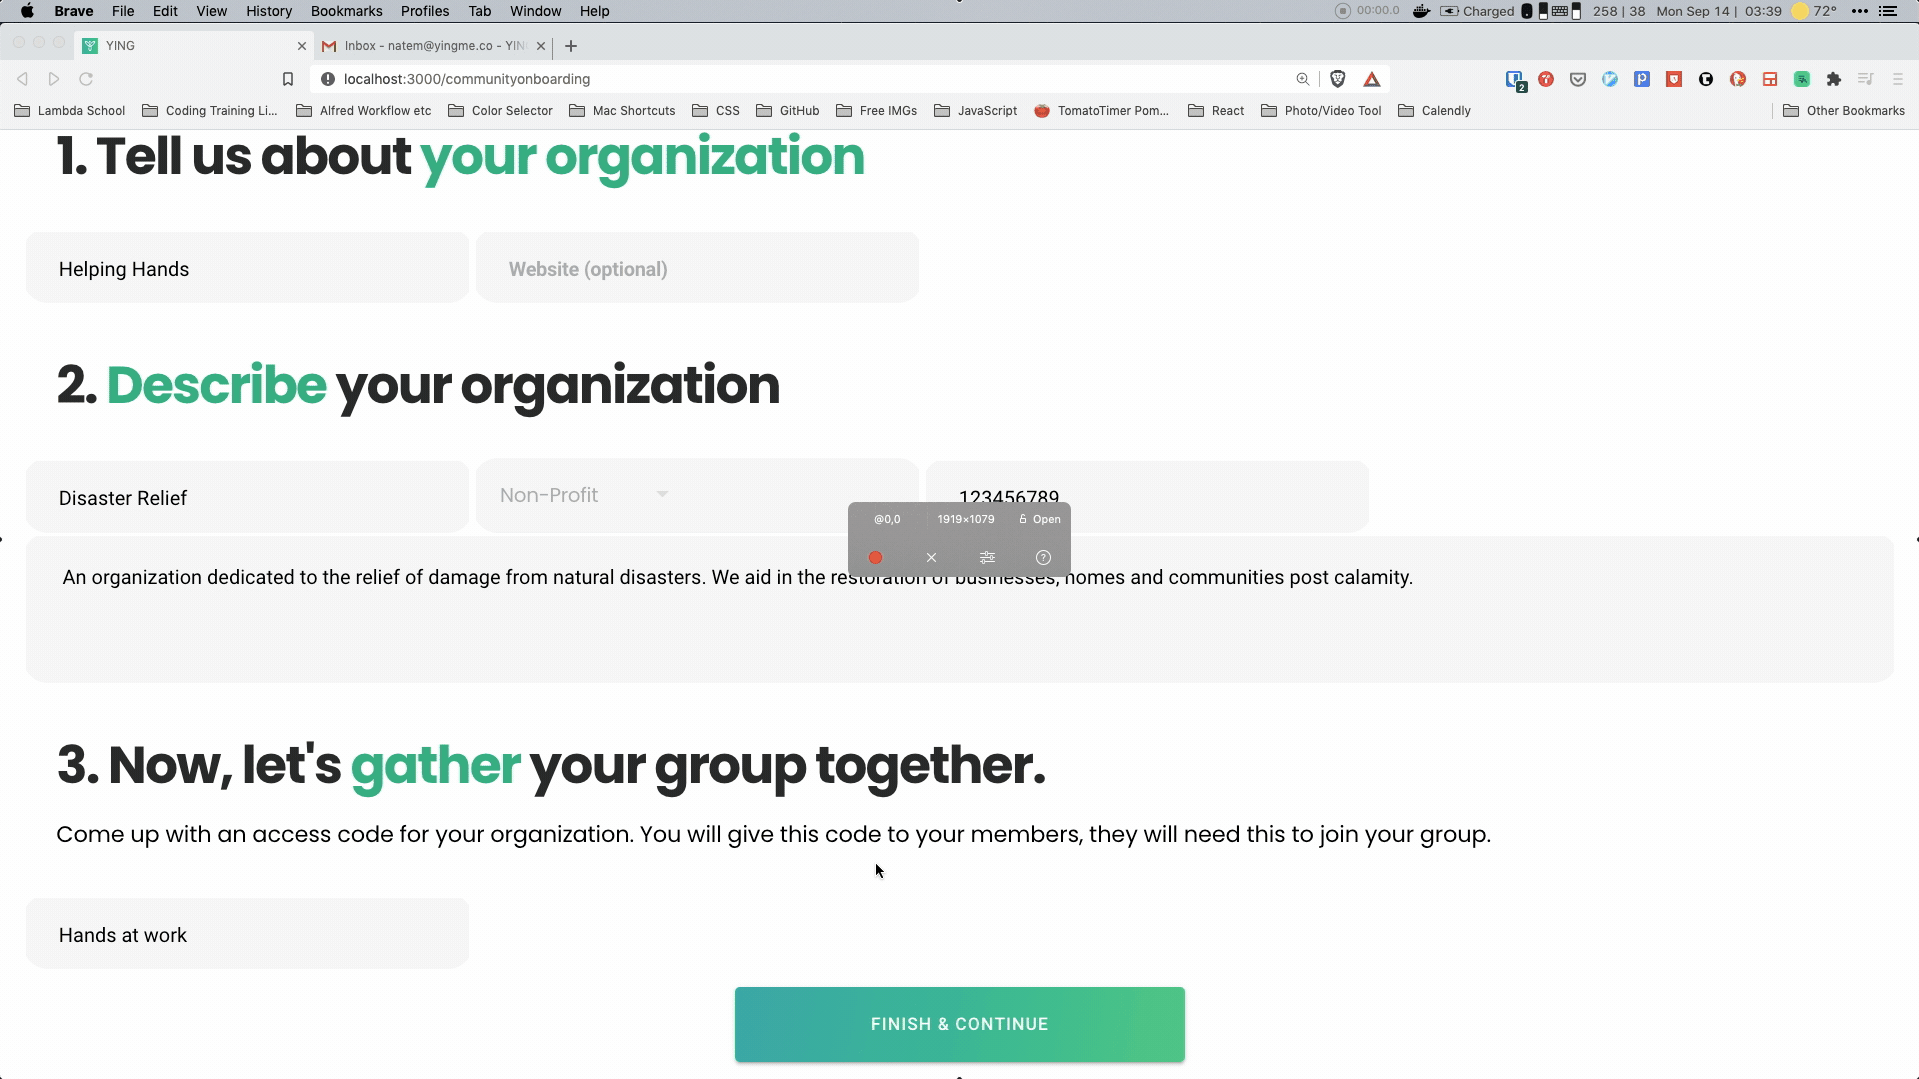 Brave File Edit View History Bookmarks Profiles Tab Window Help 00:00.0 Charged 258 | 38 Mon Sep 14 | 03:39 72°
YING Inbox - natem@yingme.co - YIN
localhost:3000/communityonboarding 2
Lambda School Coding Training Li... Alfred Workflow etc Color Selector Mac Shortcuts CSS GitHub Free IMGs JavaScript TomatoTimer Pom... React Photo/Video Tool Calendly Other Bookmarks
1. Tell us about your organization
Helping Hands Website (optional)
2. Describe your organization
Disaster Relief Non-Profit 123456789
@0,0 1919×1079 Open
An organization dedicated to the relief of damage from natural disasters. We aid in the restoration of businesses, homes and communities post calamity.
3. Now, let's gather your group together.
Come up with an access code for your organization. You will give this code to your members, they will need this to join your group.
Hands at work
FINISH & CONTINUE